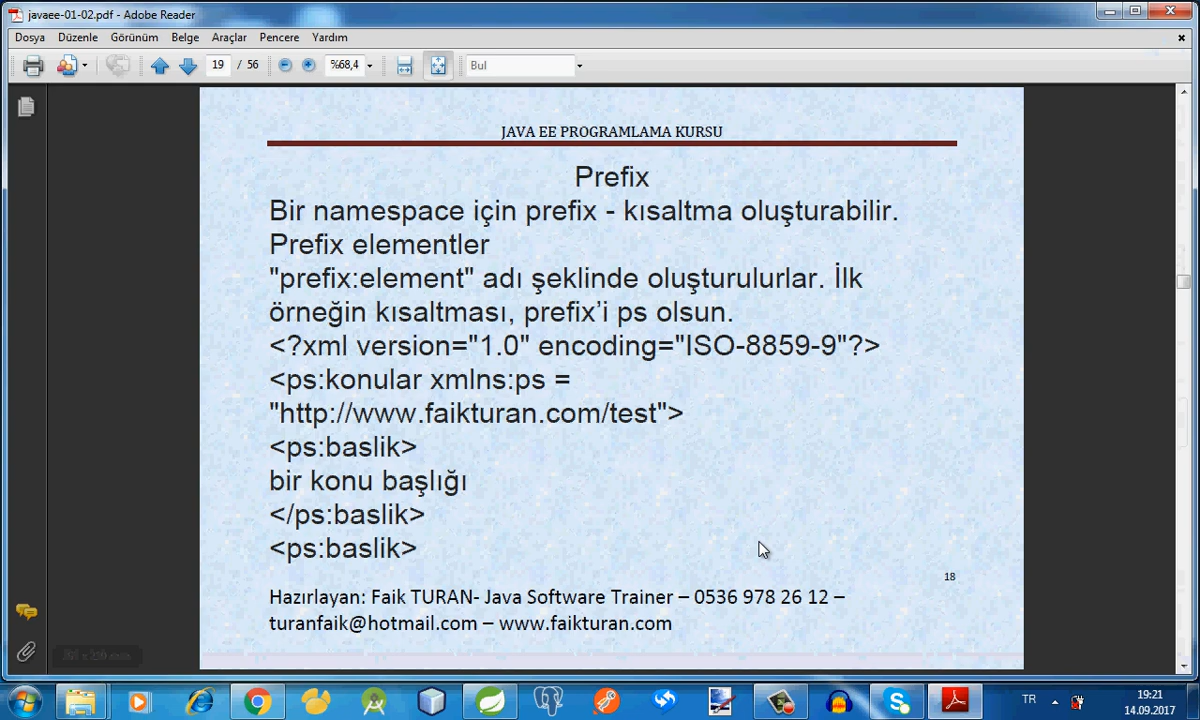 javaee-01-02.pdf - Adobe Reader
Dosya Düzenle Görünüm Belge Araçlar Pencere Yardım
19 / 56 %68,4 Bul
JAVA EE PROGRAMLAMA KURSU
Prefix
Bir namespace için prefix - kısaltma oluşturabilir.
Prefix elementler
"prefix:element" adı şeklinde oluşturulurlar. İlk
örneğin kısaltması, prefix’i ps olsun.
<?xml version="1.0" encoding="ISO-8859-9"?>
<ps:konular xmlns:ps =
"http://www.faikturan.com/test">
<ps:baslik>
bir konu başlığı
</ps:baslik>
<ps:baslik>
18
Hazırlayan: Faik TURAN- Java Software Trainer – 0536 978 26 12 –
turanfaik@hotmail.com – www.faikturan.com
TR
19:21
14.09.2017